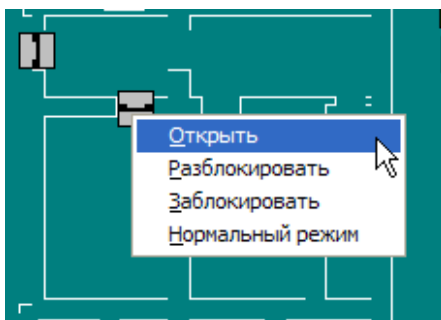 Открыть
Разблокировать
Заблокировать
Нормальный режим